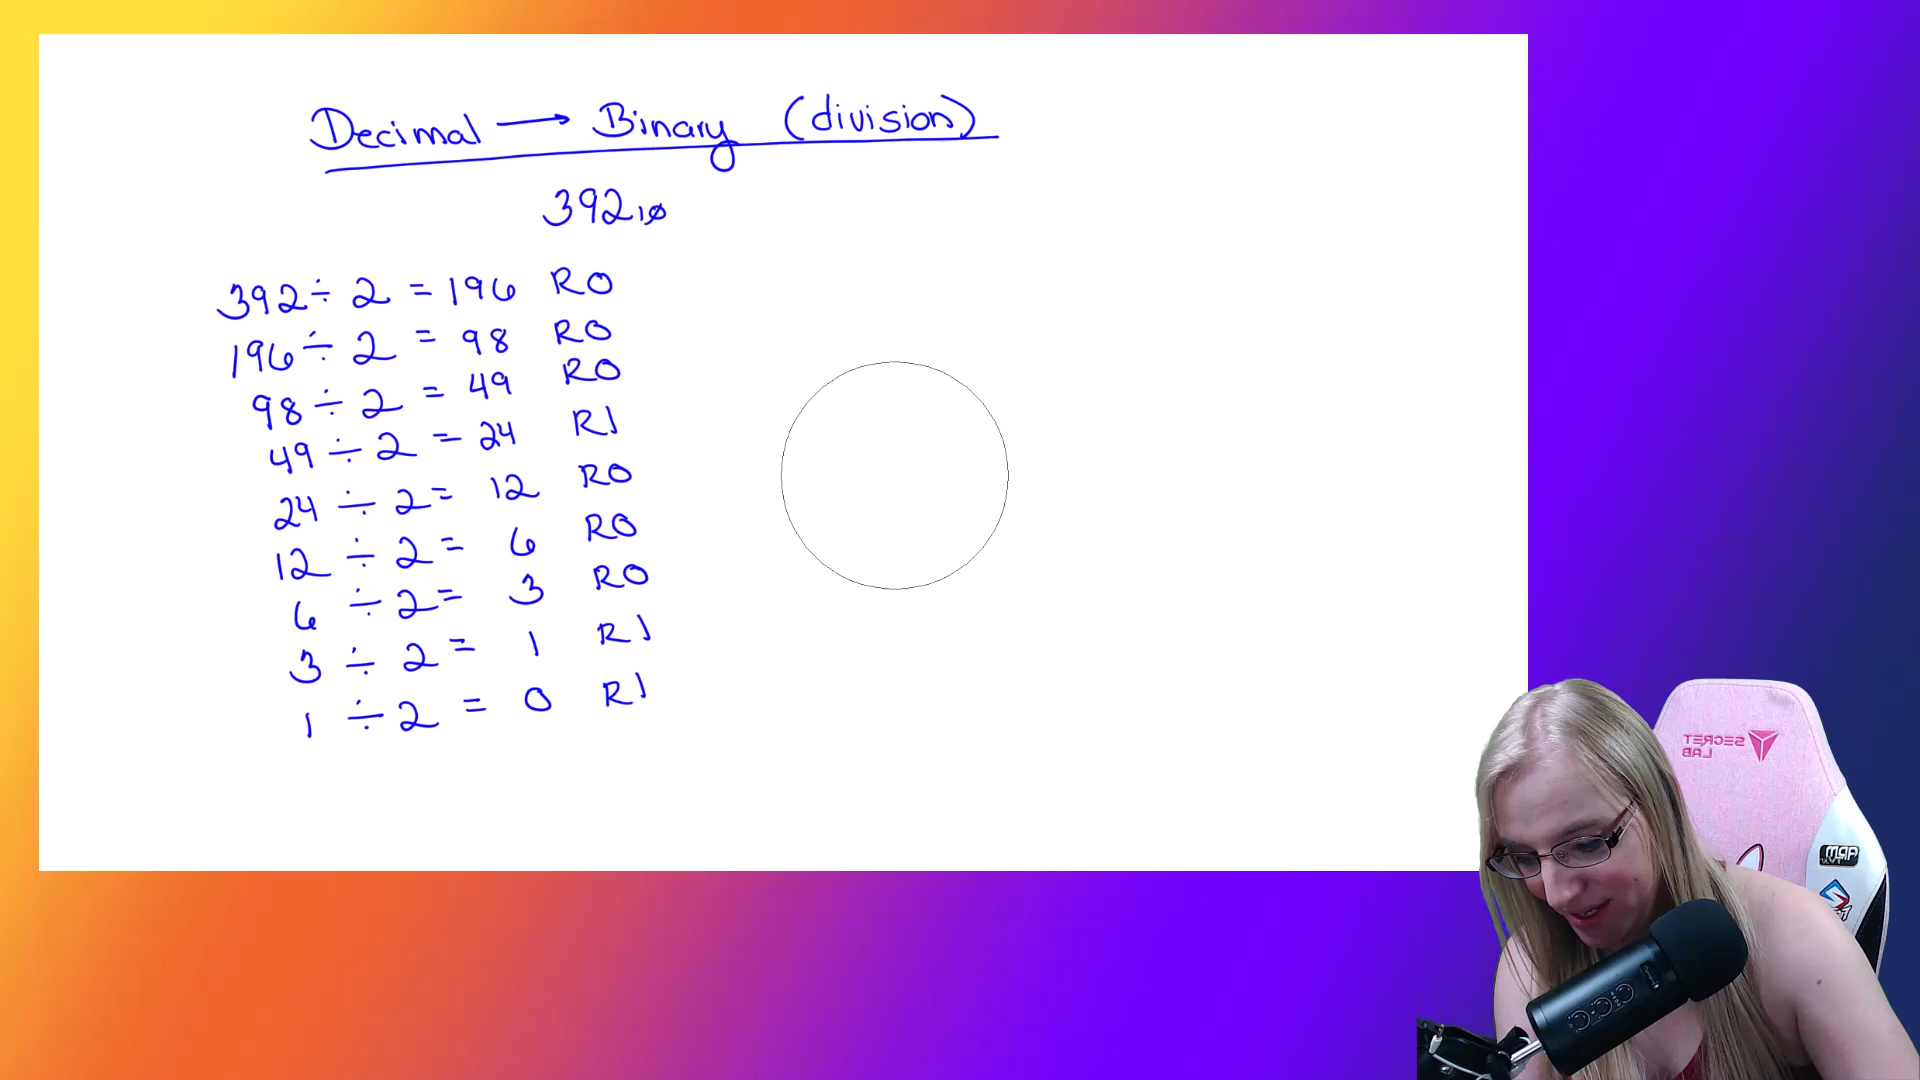 Decimal → Binary (division)
392₁₀
392 ÷ 2 = 196 R0
196 ÷ 2 = 98 R0
98 ÷ 2 = 49 R0
49 ÷ 2 = 24 R1
24 ÷ 2 = 12 R0
12 ÷ 2 = 6 R0
6 ÷ 2 = 3 R0
3 ÷ 2 = 1 R1
1 ÷ 2 = 0 R1
SECRET
LAB